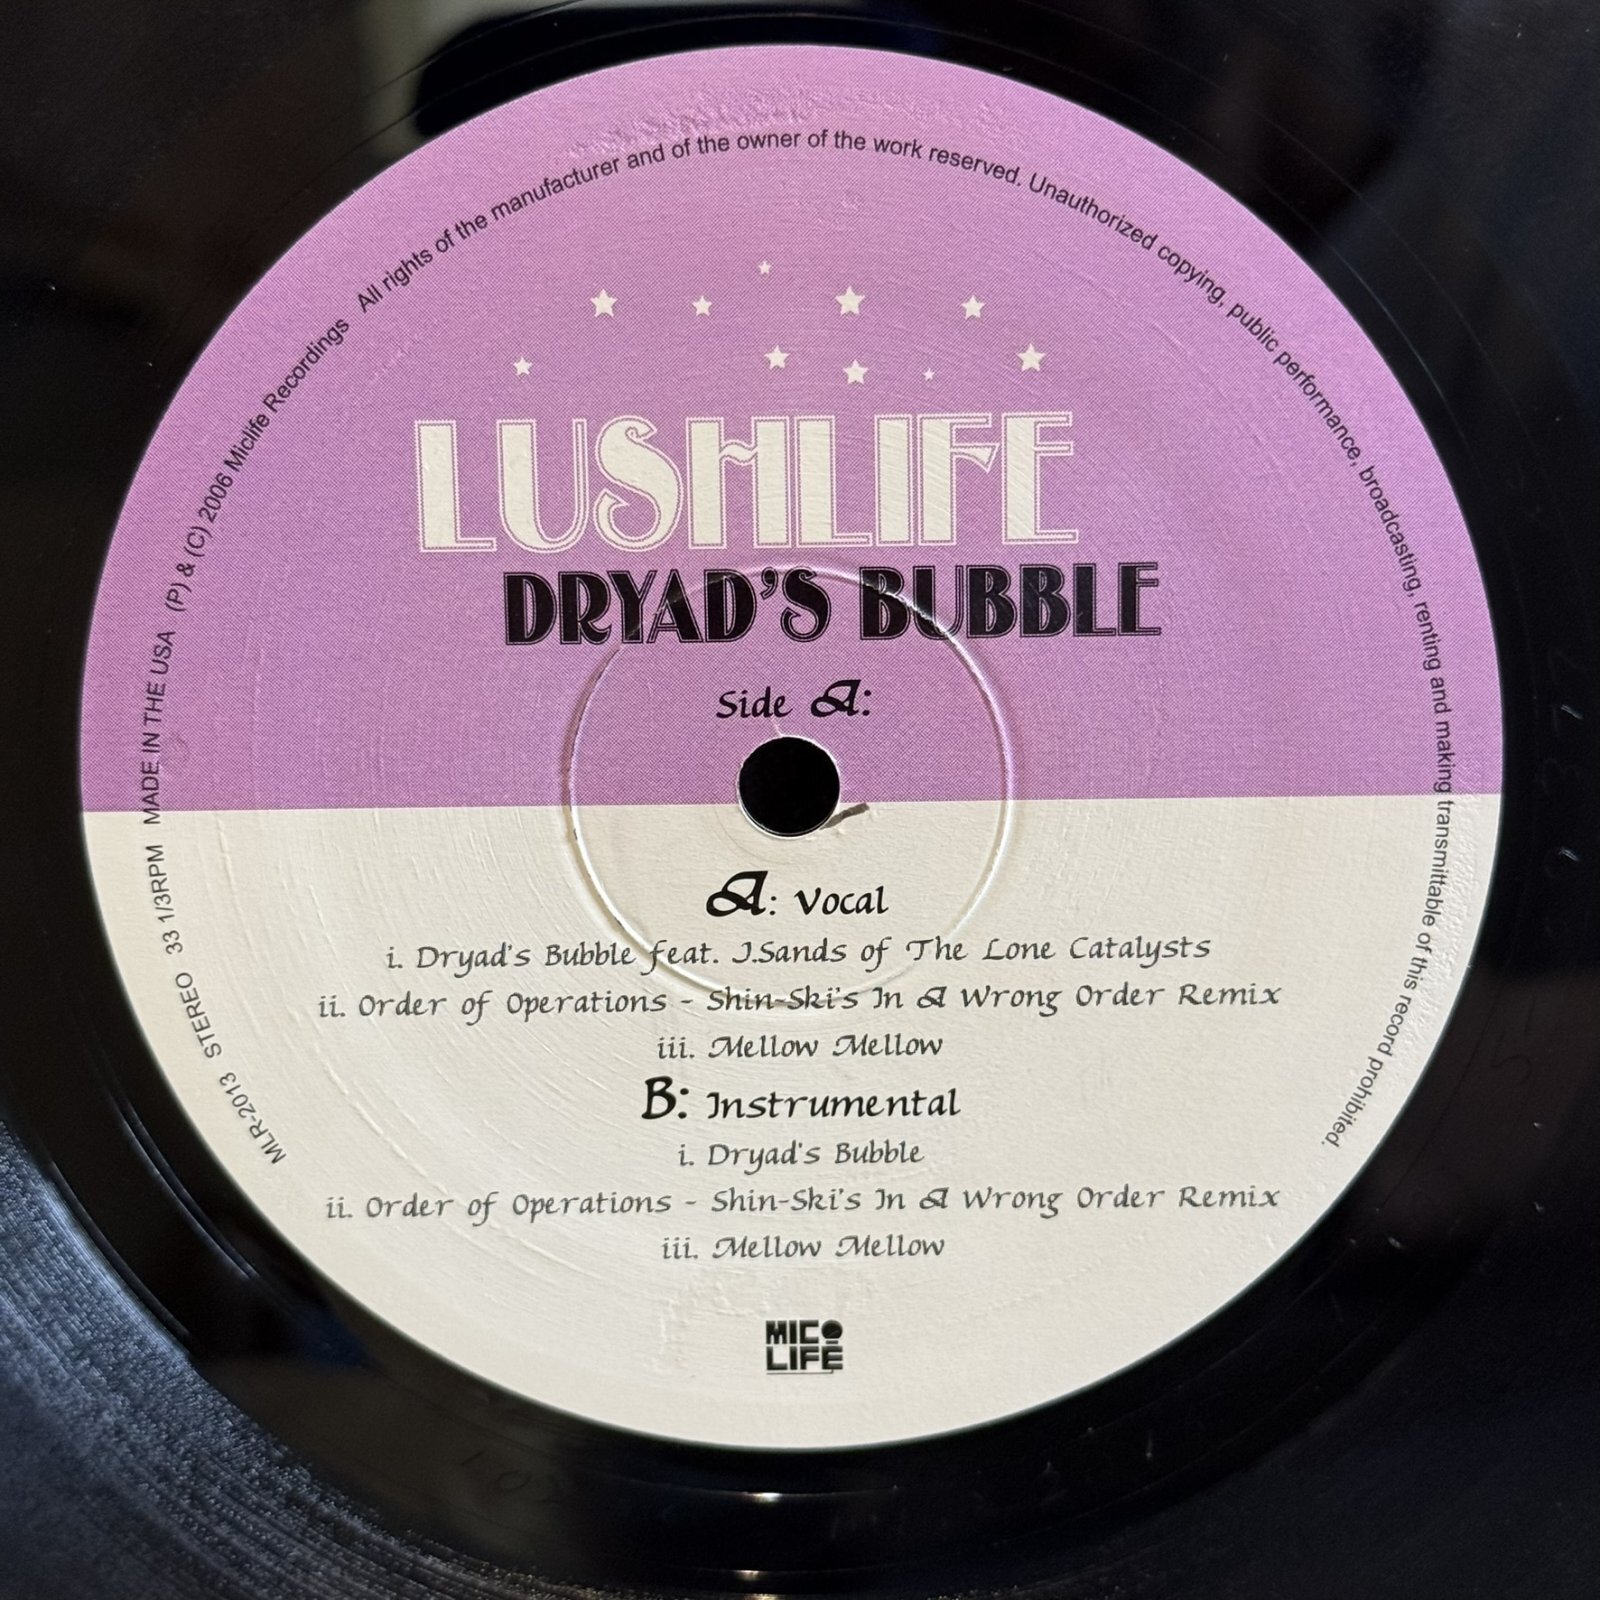 MLR-2013 STEREO 33 1/3RPM MADE IN THE USA (P) & (C) 2006 Miclife Recordings All rights of the manufacturer and of the owner of the work reserved. Unauthorized copying, public performance, broadcasting, renting and making transmittable of this record prohibited.
LUSHLIFE
DRYAD'S BUBBLE
Side A:
A: Vocal
i. Dryad's Bubble feat. J.Sands of The Lone Catalysts
ii. Order of Operations - Shin-Ski's In A Wrong Order Remix
iii. Mellow Mellow
B: Instrumental
i. Dryad's Bubble
ii. Order of Operations - Shin-Ski's In A Wrong Order Remix
iii. Mellow Mellow
MIC
LIFE